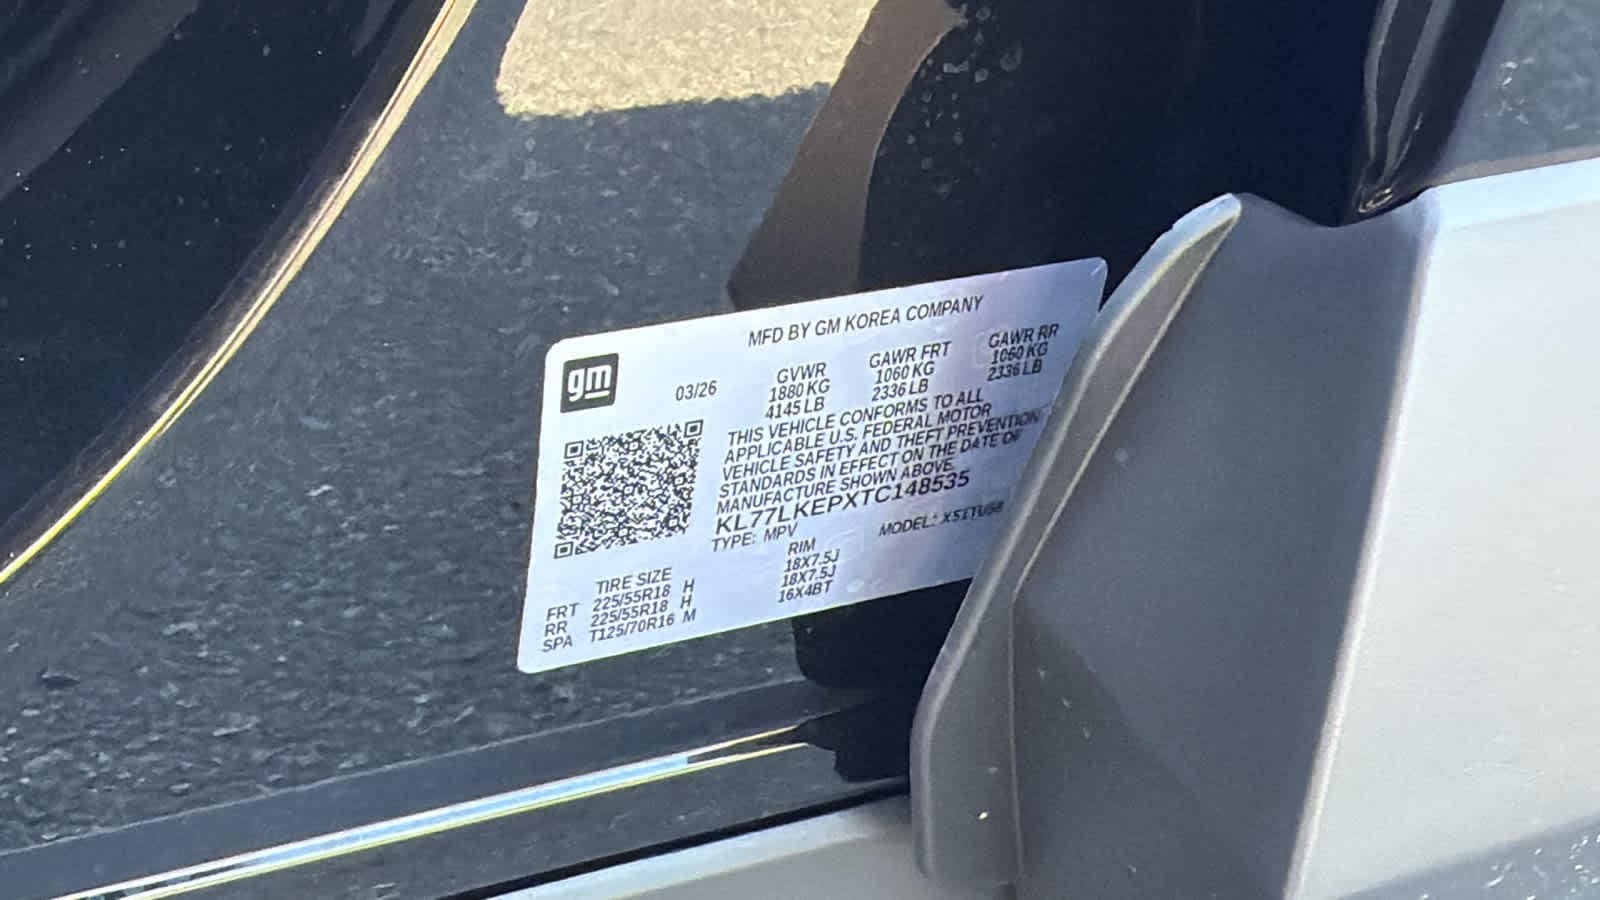 MFD BY GM KOREA COMPANY
gm
03/26
GVWR GAWR FRT GAWR RR
1880 KG 1060 KG 1060 KG
4145 LB 2336 LB 2336 LB
THIS VEHICLE CONFORMS TO ALL
APPLICABLE U.S. FEDERAL MOTOR
VEHICLE SAFETY AND THEFT PREVENTION
STANDARDS IN EFFECT ON THE DATE OF
MANUFACTURE SHOWN ABOVE
KL77LKEPXTC148535
TYPE: MPV MODEL:
TIRE SIZE RIM
FRT 225/55R18 H 18X7.5J
RR 225/55R18 H 18X7.5J
SPA T125/70R16 M 16X4BT